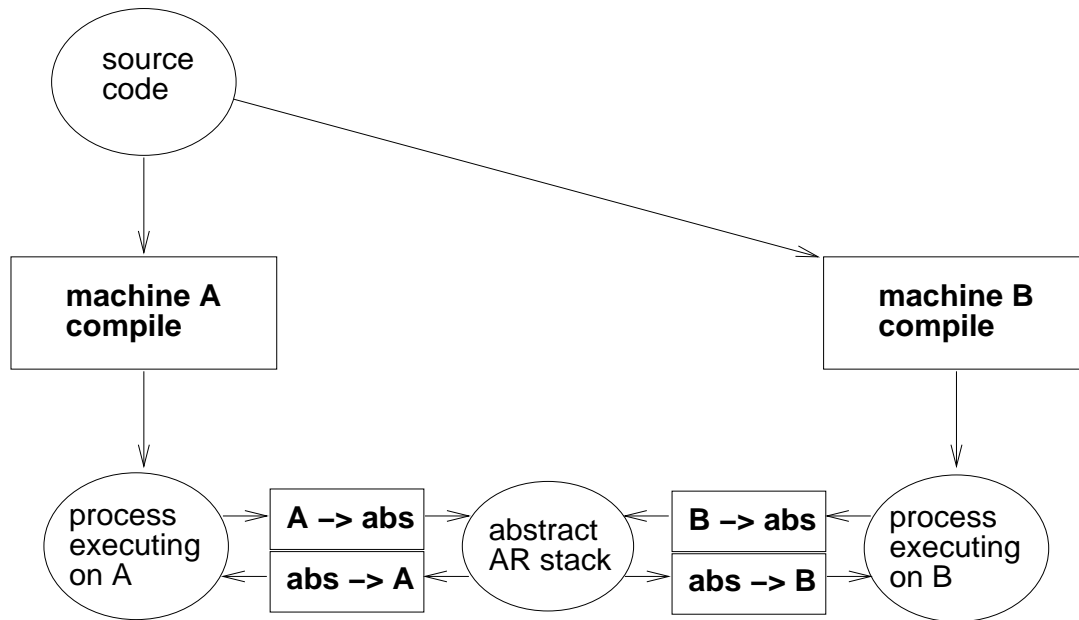 source
code
machine A
compile
machine B
compile
process
executing
on A
A –> abs
abs –> A
abstract
AR stack
B –> abs
abs –> B
process
executing
on B